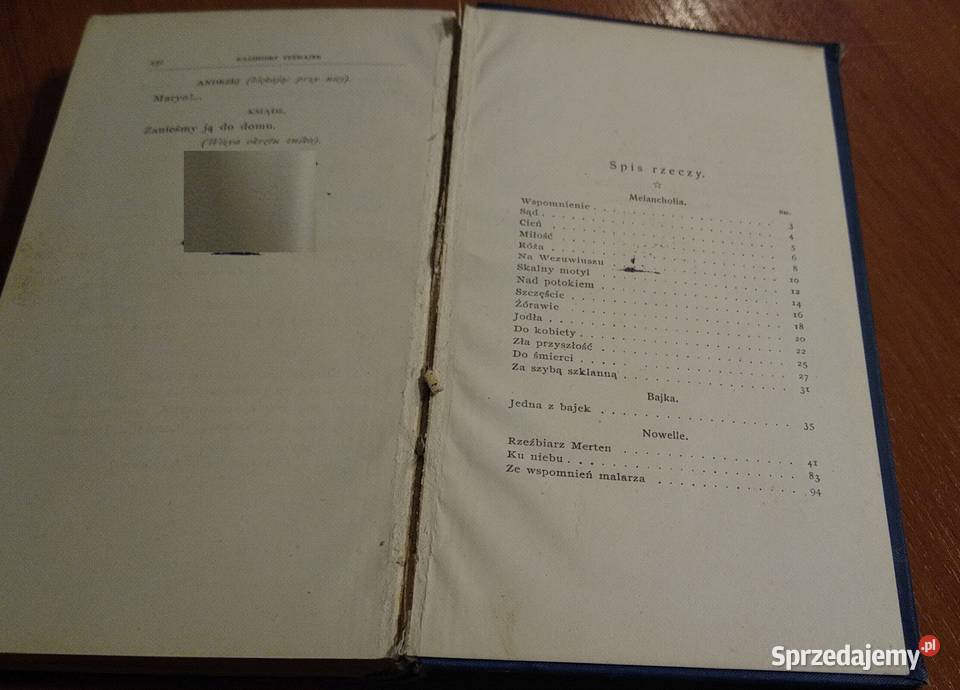 KAZIMIERZ TETMAJER
ANDRZEJ (klękając przy niej).
Maryo!...
KSIĄDZ.
Zanieśmy ją do domu.
Spis rzeczy.
☆
Melancholia.
Str.
Wspomnienie . . . . . . . . . . . . 3
Sąd . . . . . . . . . . . . 4
Cień . . . . . . . . . . . . 5
Miłość . . . . . . . . . . . . 6
Róża . . . . . . . . . . . . 8
Na Wezuwiuszu . . . . . . . . . . . . 10
Skalny motyl . . . . . . . . . . . . 12
Nad potokiem . . . . . . . . . . . . 14
Szczęście . . . . . . . . . . . . 16
Żórawie . . . . . . . . . . . . 18
Jodła . . . . . . . . . . . . 20
Do kobiety . . . . . . . . . . . . 22
Zła przyszłość . . . . . . . . . . . . 25
Do śmierci . . . . . . . . . . . . 27
Za szybą szklanną . . . . . . . . . . . . 31
Bajka.
Jedna z bajek . . . . . . . . . . . . 35
Nowelle.
Rzeźbiarz Merten . . . . . . . . . . . . 41
Ku niebu . . . . . . . . . . . . 83
Ze wspomnień malarza . . . . . . . . . . . . 94
Sprzedajemy.pl